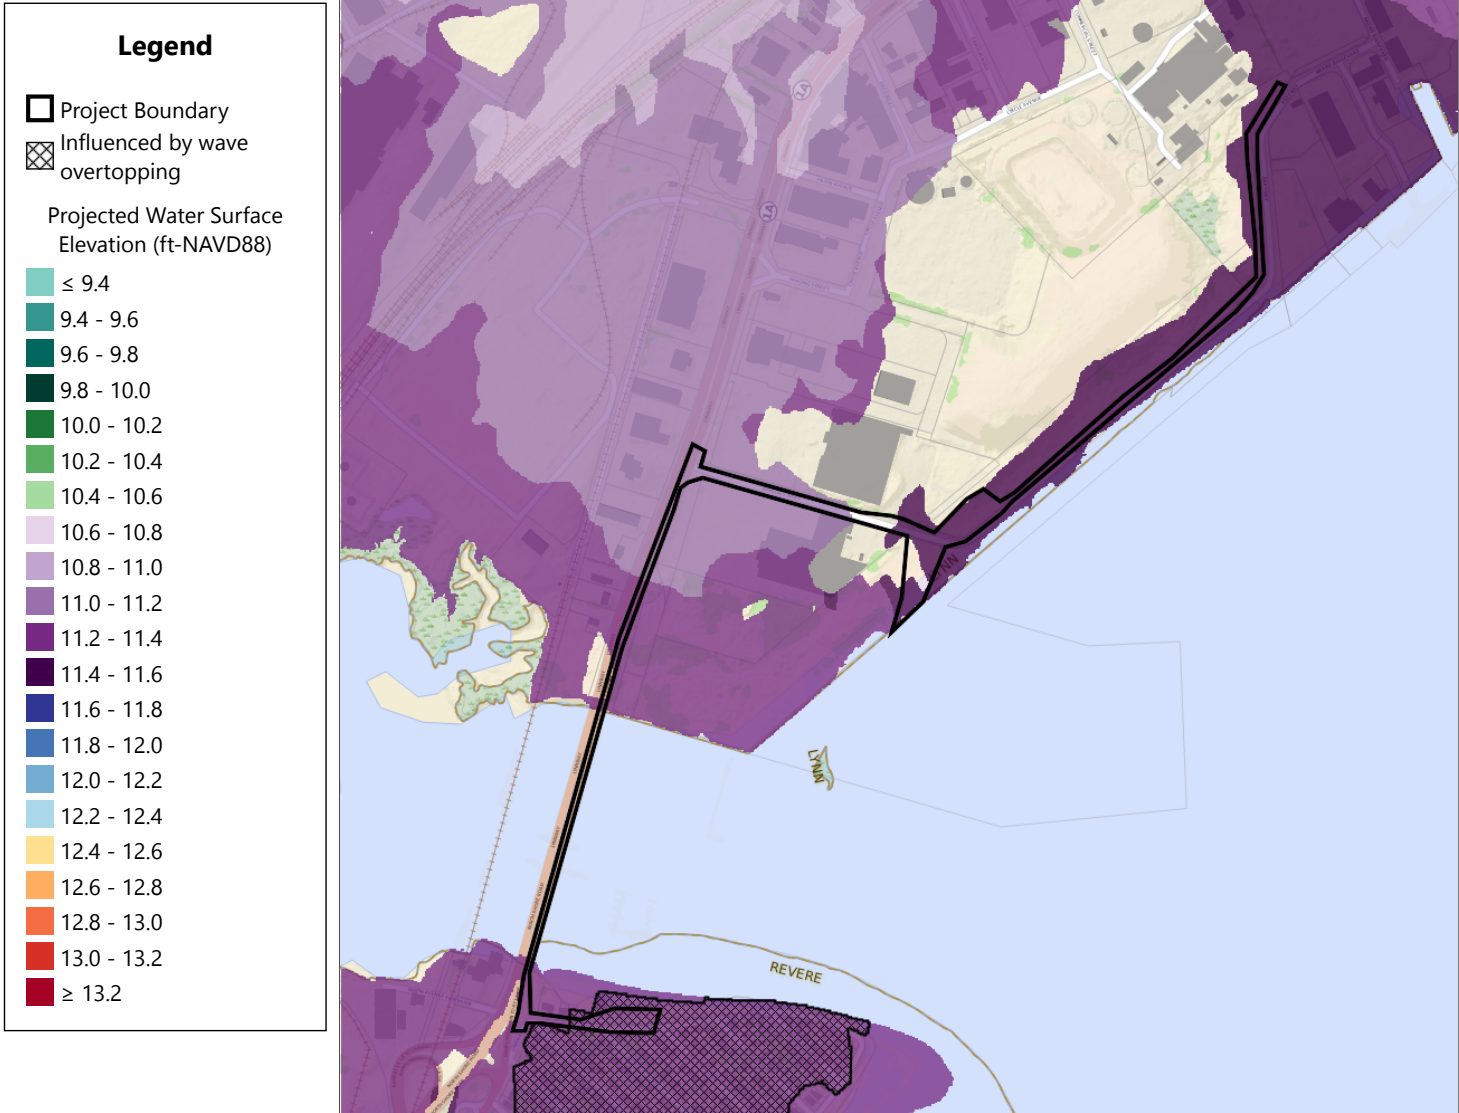 Legend
Project Boundary
Influenced by wave
overtopping
Projected Water Surface
Elevation (ft-NAVD88)
≤ 9.4
9.4 - 9.6
9.6 - 9.8
9.8 - 10.0
10.0 - 10.2
10.2 - 10.4
10.4 - 10.6
10.6 - 10.8
10.8 - 11.0
11.0 - 11.2
11.2 - 11.4
11.4 - 11.6
11.6 - 11.8
11.8 - 12.0
12.0 - 12.2
12.2 - 12.4
12.4 - 12.6
12.6 - 12.8
12.8 - 13.0
13.0 - 13.2
≥ 13.2
1A
1A
CIRCLE AVENUE
LYNN
REVERE